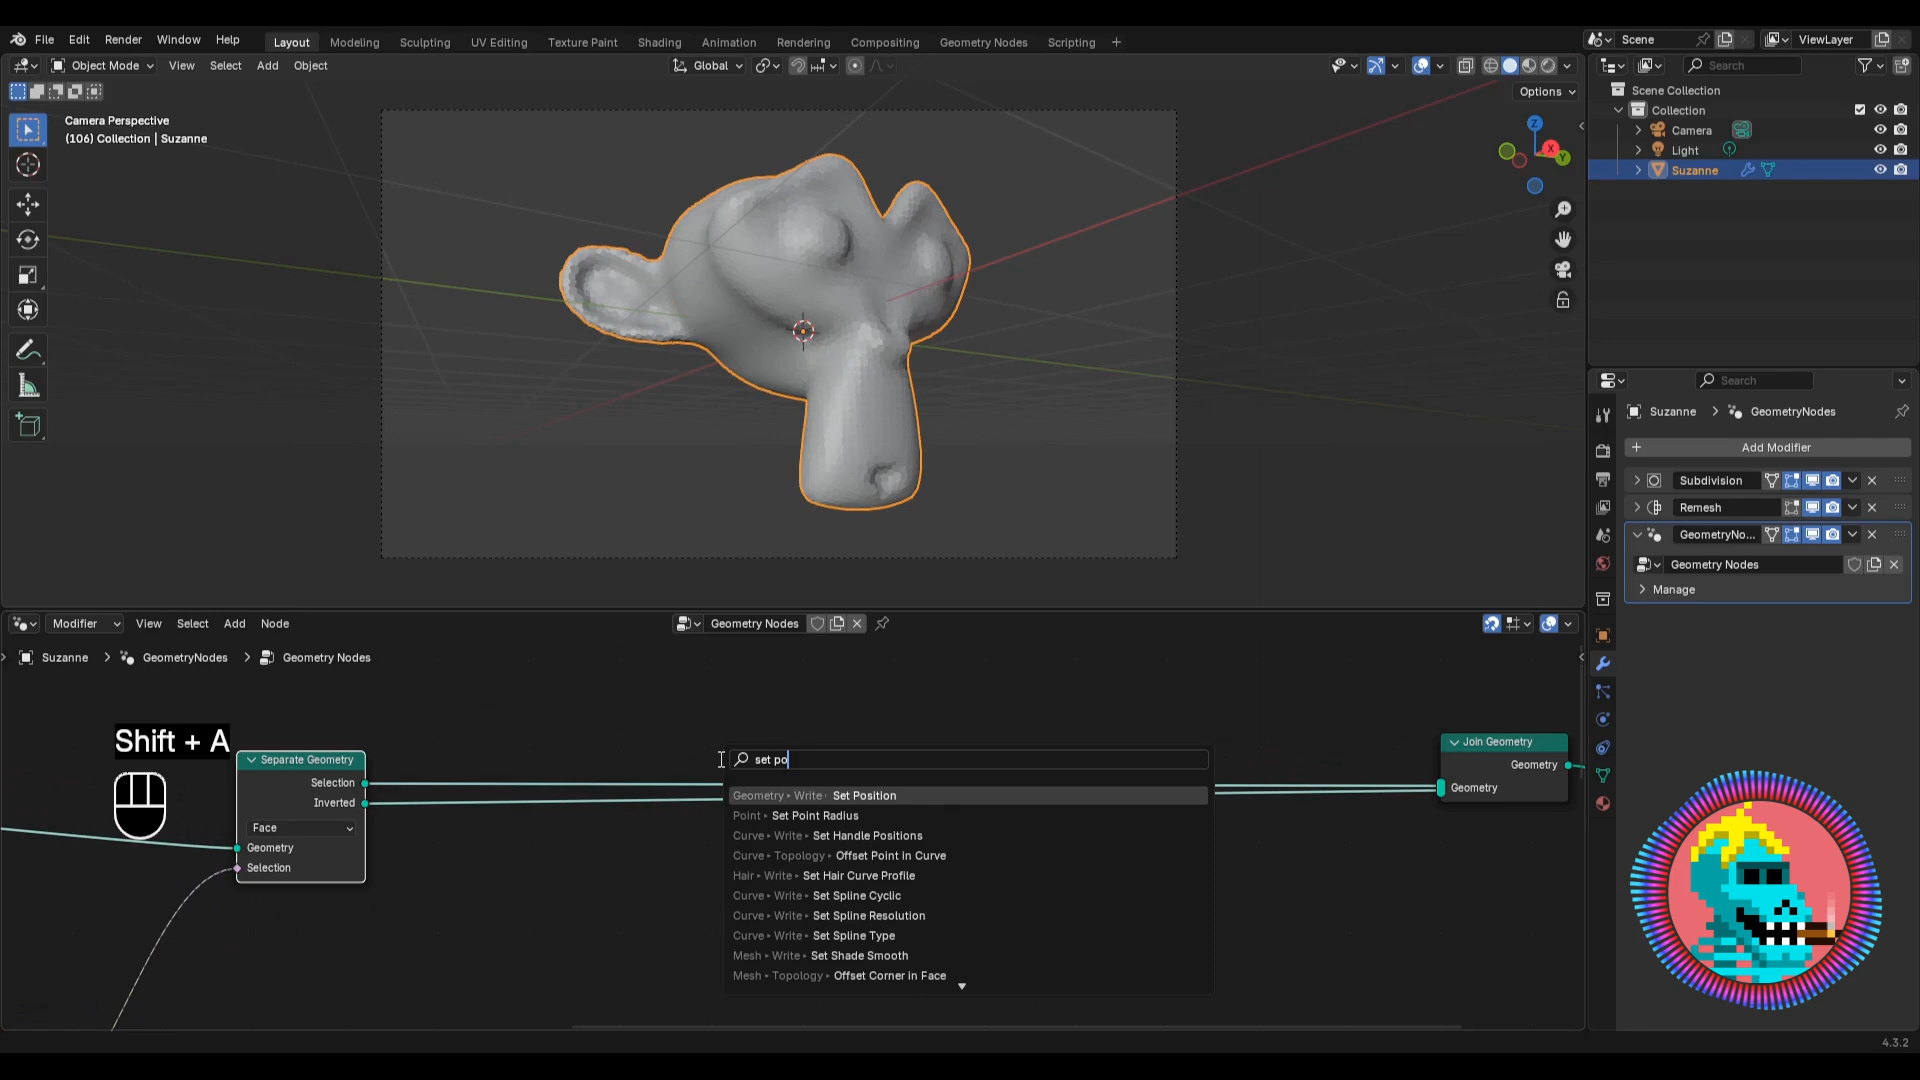 File Edit Render Window Help Layout Modeling Sculpting UV Editing Texture Paint Shading Animation Rendering Compositing Geometry Nodes Scripting + Scene ViewLayer
Object Mode View Select Add Object Global Search
Options
Camera Perspective
(106) Collection | Suzanne
Z
X
Y
Scene Collection
Collection
Camera
Light
Suzanne
Search
Suzanne > GeometryNodes
+ Add Modifier
Subdivision
Remesh
GeometryNo...
Geometry Nodes
Manage
Modifier View Select Add Node Geometry Nodes
Suzanne > GeometryNodes > Geometry Nodes
Shift + A
Separate Geometry
Selection
Inverted
Face
Geometry
Selection
set po
Geometry ▸ Write ▸ Set Position
Point ▸ Set Point Radius
Curve ▸ Write ▸ Set Handle Positions
Curve ▸ Topology ▸ Offset Point in Curve
Hair ▸ Write ▸ Set Hair Curve Profile
Curve ▸ Write ▸ Set Spline Cyclic
Curve ▸ Write ▸ Set Spline Resolution
Curve ▸ Write ▸ Set Spline Type
Mesh ▸ Write ▸ Set Shade Smooth
Mesh ▸ Topology ▸ Offset Corner in Face
Join Geometry
Geometry
Geometry
4.3.2